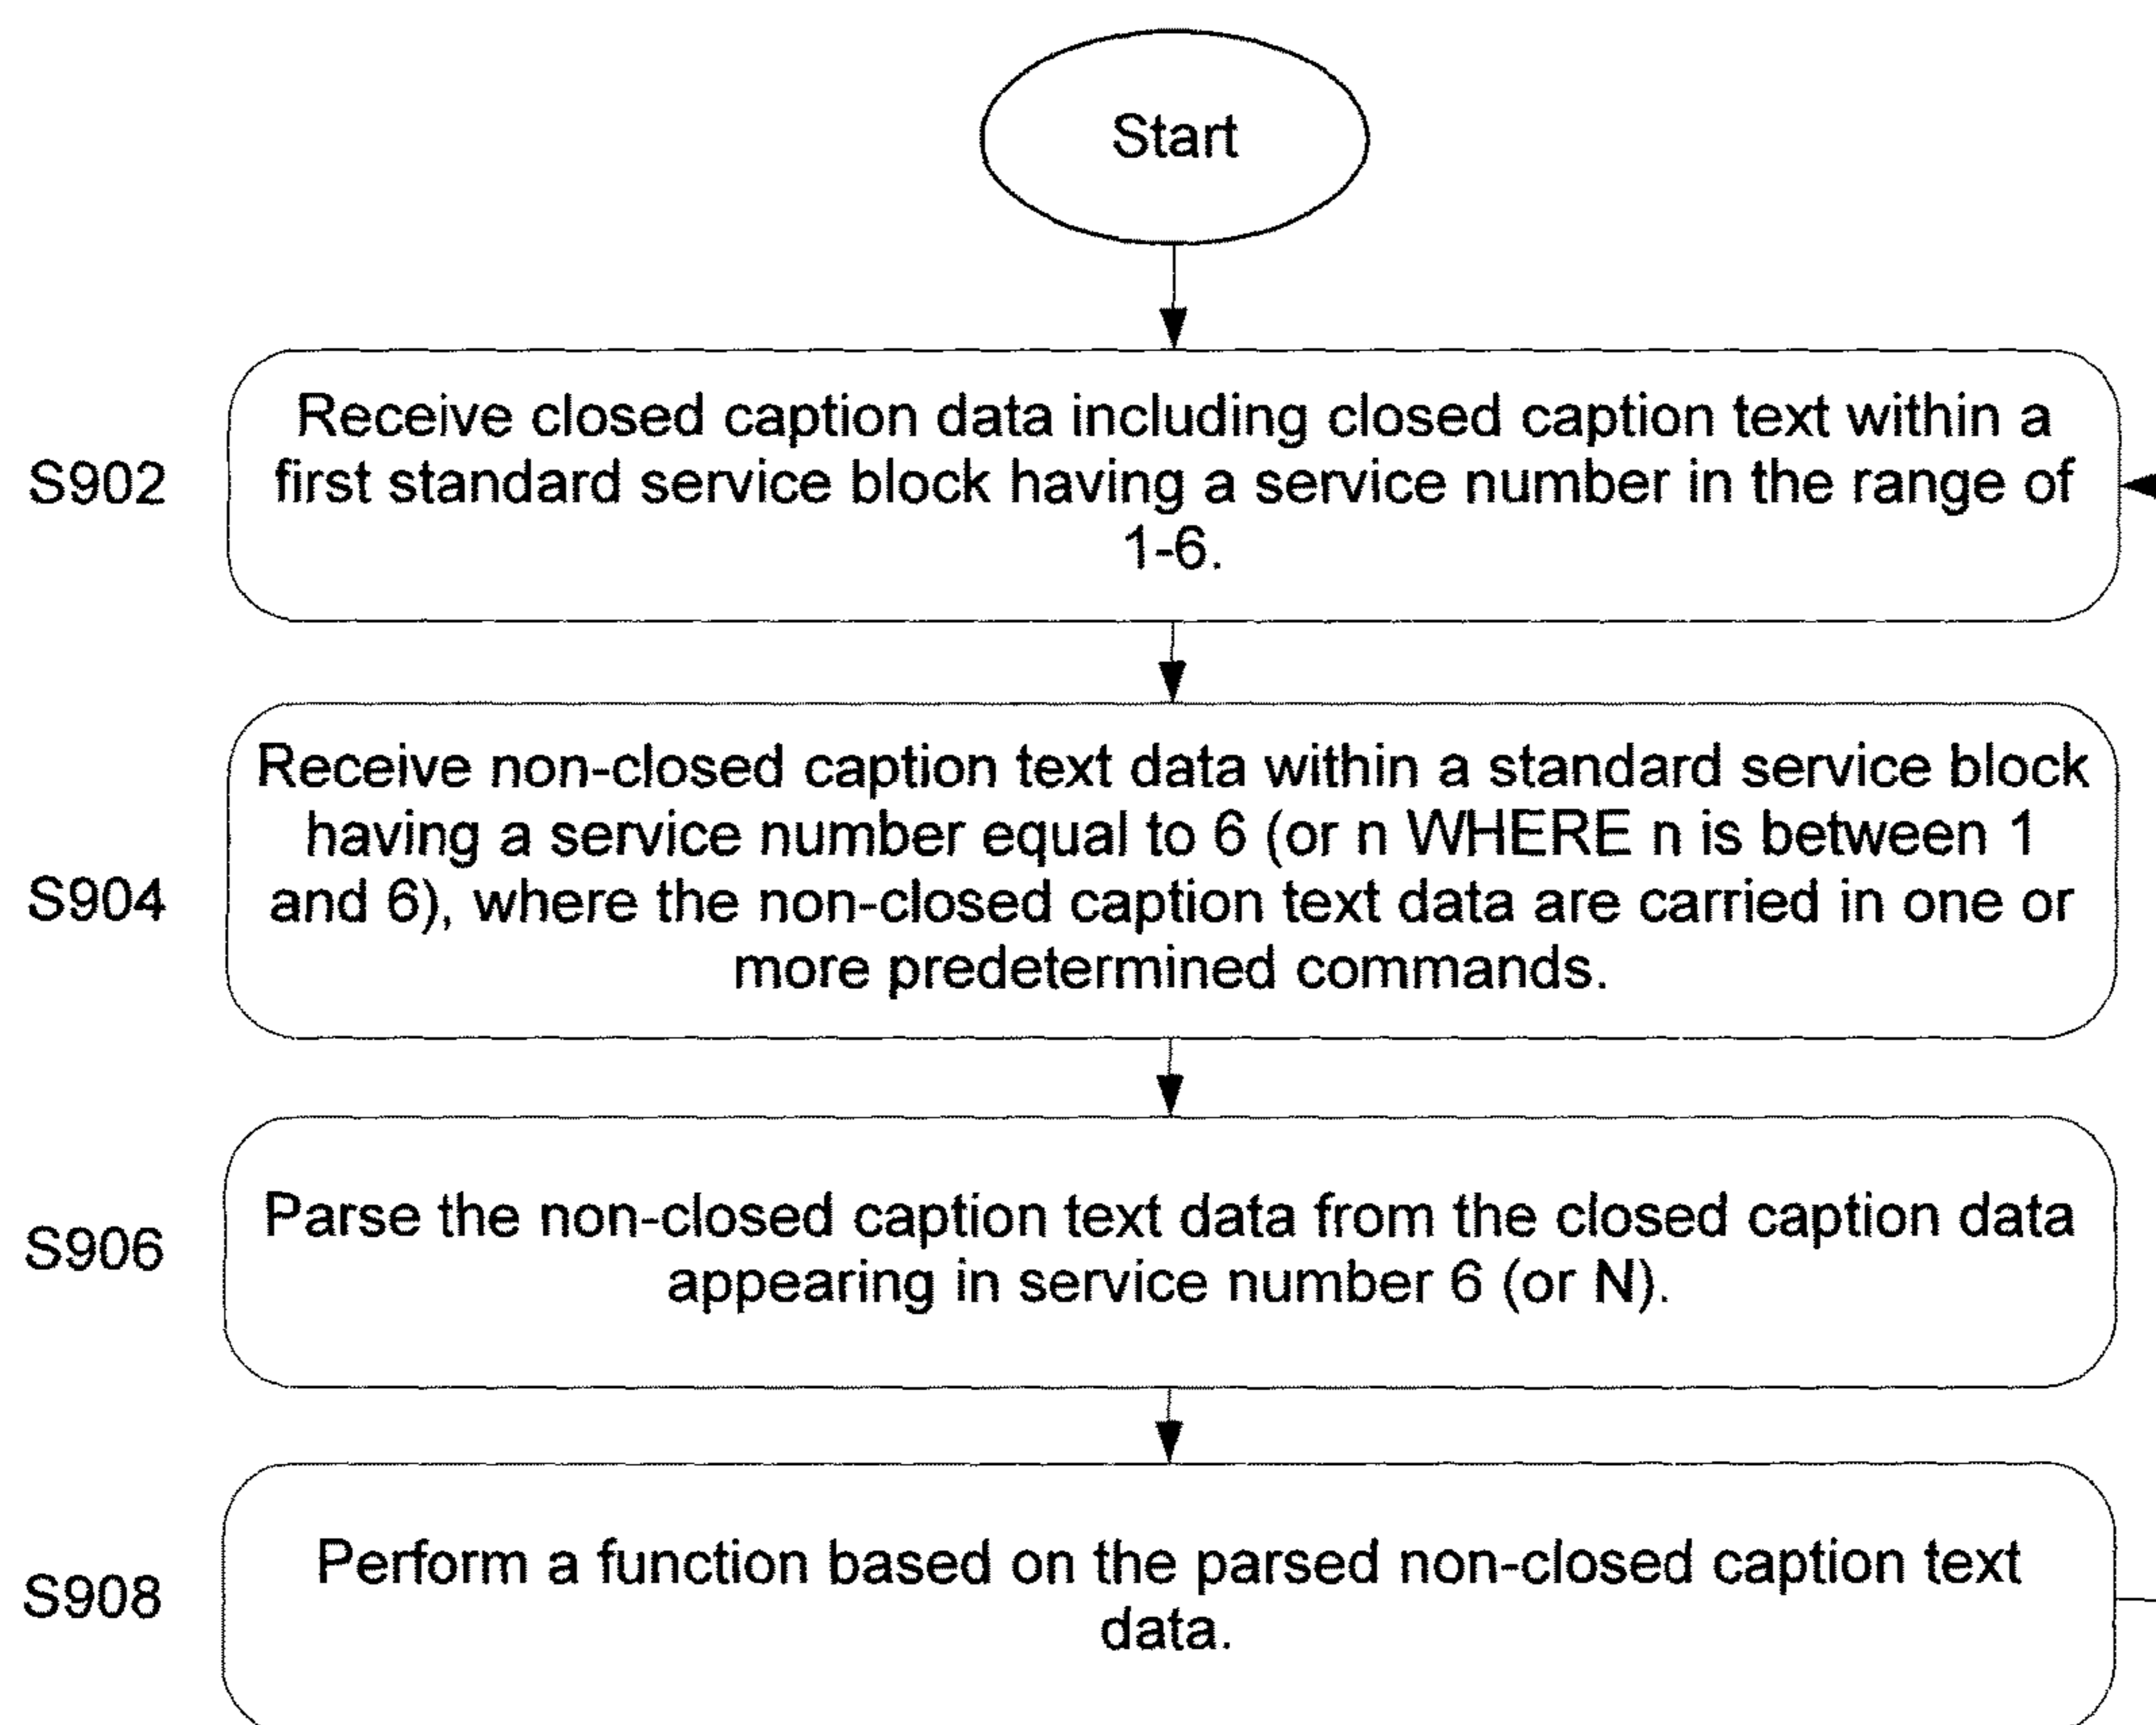 Start
Receive closed caption data including closed caption text within a
first standard service block having a service number in the range of
1-6.
S902
Receive non-closed caption text data within a standard service block
having a service number equal to 6 (or n WHERE n is between 1
and 6), where the non-closed caption text data are carried in one or
more predetermined commands.
S904
Parse the non-closed caption text data from the closed caption data
appearing in service number 6 (or N).
S906
Perform a function based on the parsed non-closed caption text
data.
S908